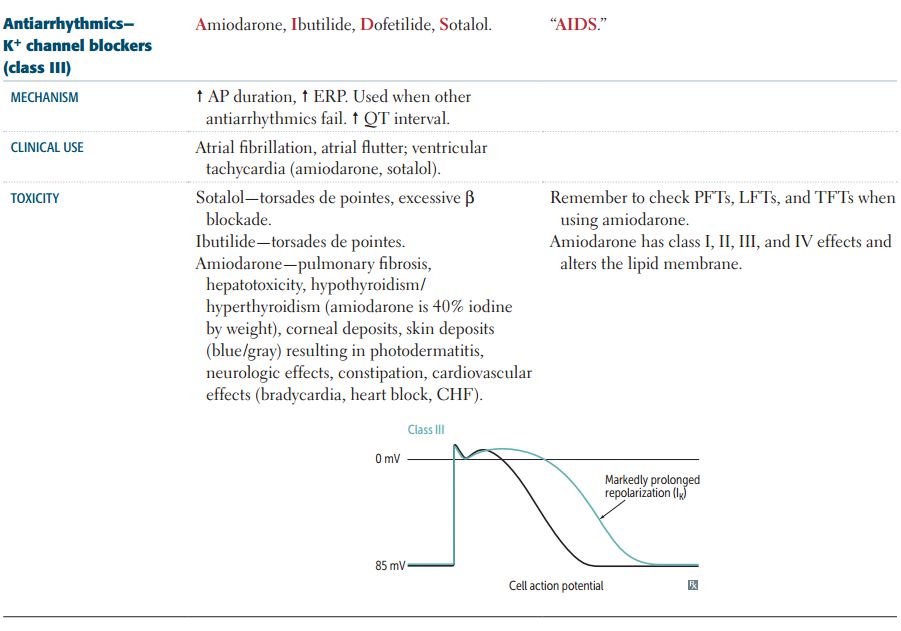 Antiarrhythmics—
K⁺ channel blockers
(class III)
Amiodarone, Ibutilide, Dofetilide, Sotalol.
“AIDS.”
MECHANISM
↑ AP duration, ↑ ERP. Used when other
antiarrhythmics fail. ↑ QT interval.
CLINICAL USE
Atrial fibrillation, atrial flutter; ventricular
tachycardia (amiodarone, sotalol).
TOXICITY
Sotalol—torsades de pointes, excessive β
blockade.
Ibutilide—torsades de pointes.
Amiodarone—pulmonary fibrosis,
hepatotoxicity, hypothyroidism/
hyperthyroidism (amiodarone is 40% iodine
by weight), corneal deposits, skin deposits
(blue/gray) resulting in photodermatitis,
neurologic effects, constipation, cardiovascular
effects (bradycardia, heart block, CHF).
Remember to check PFTs, LFTs, and TFTs when
using amiodarone.
Amiodarone has class I, II, III, and IV effects and
alters the lipid membrane.
Class III
0 mV
Markedly prolonged
repolarization (Iₖ)
85 mV
Cell action potential
℞